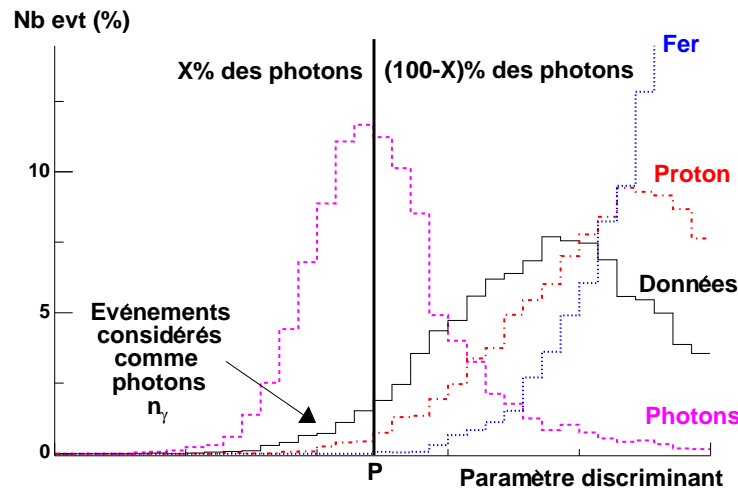 Nb evt (%)
Fer
X% des photons
(100-X)% des photons
10
Proton
Données
5
Evénements
considérés
comme
photons
nγ
Photons
0
P
Paramètre discriminant